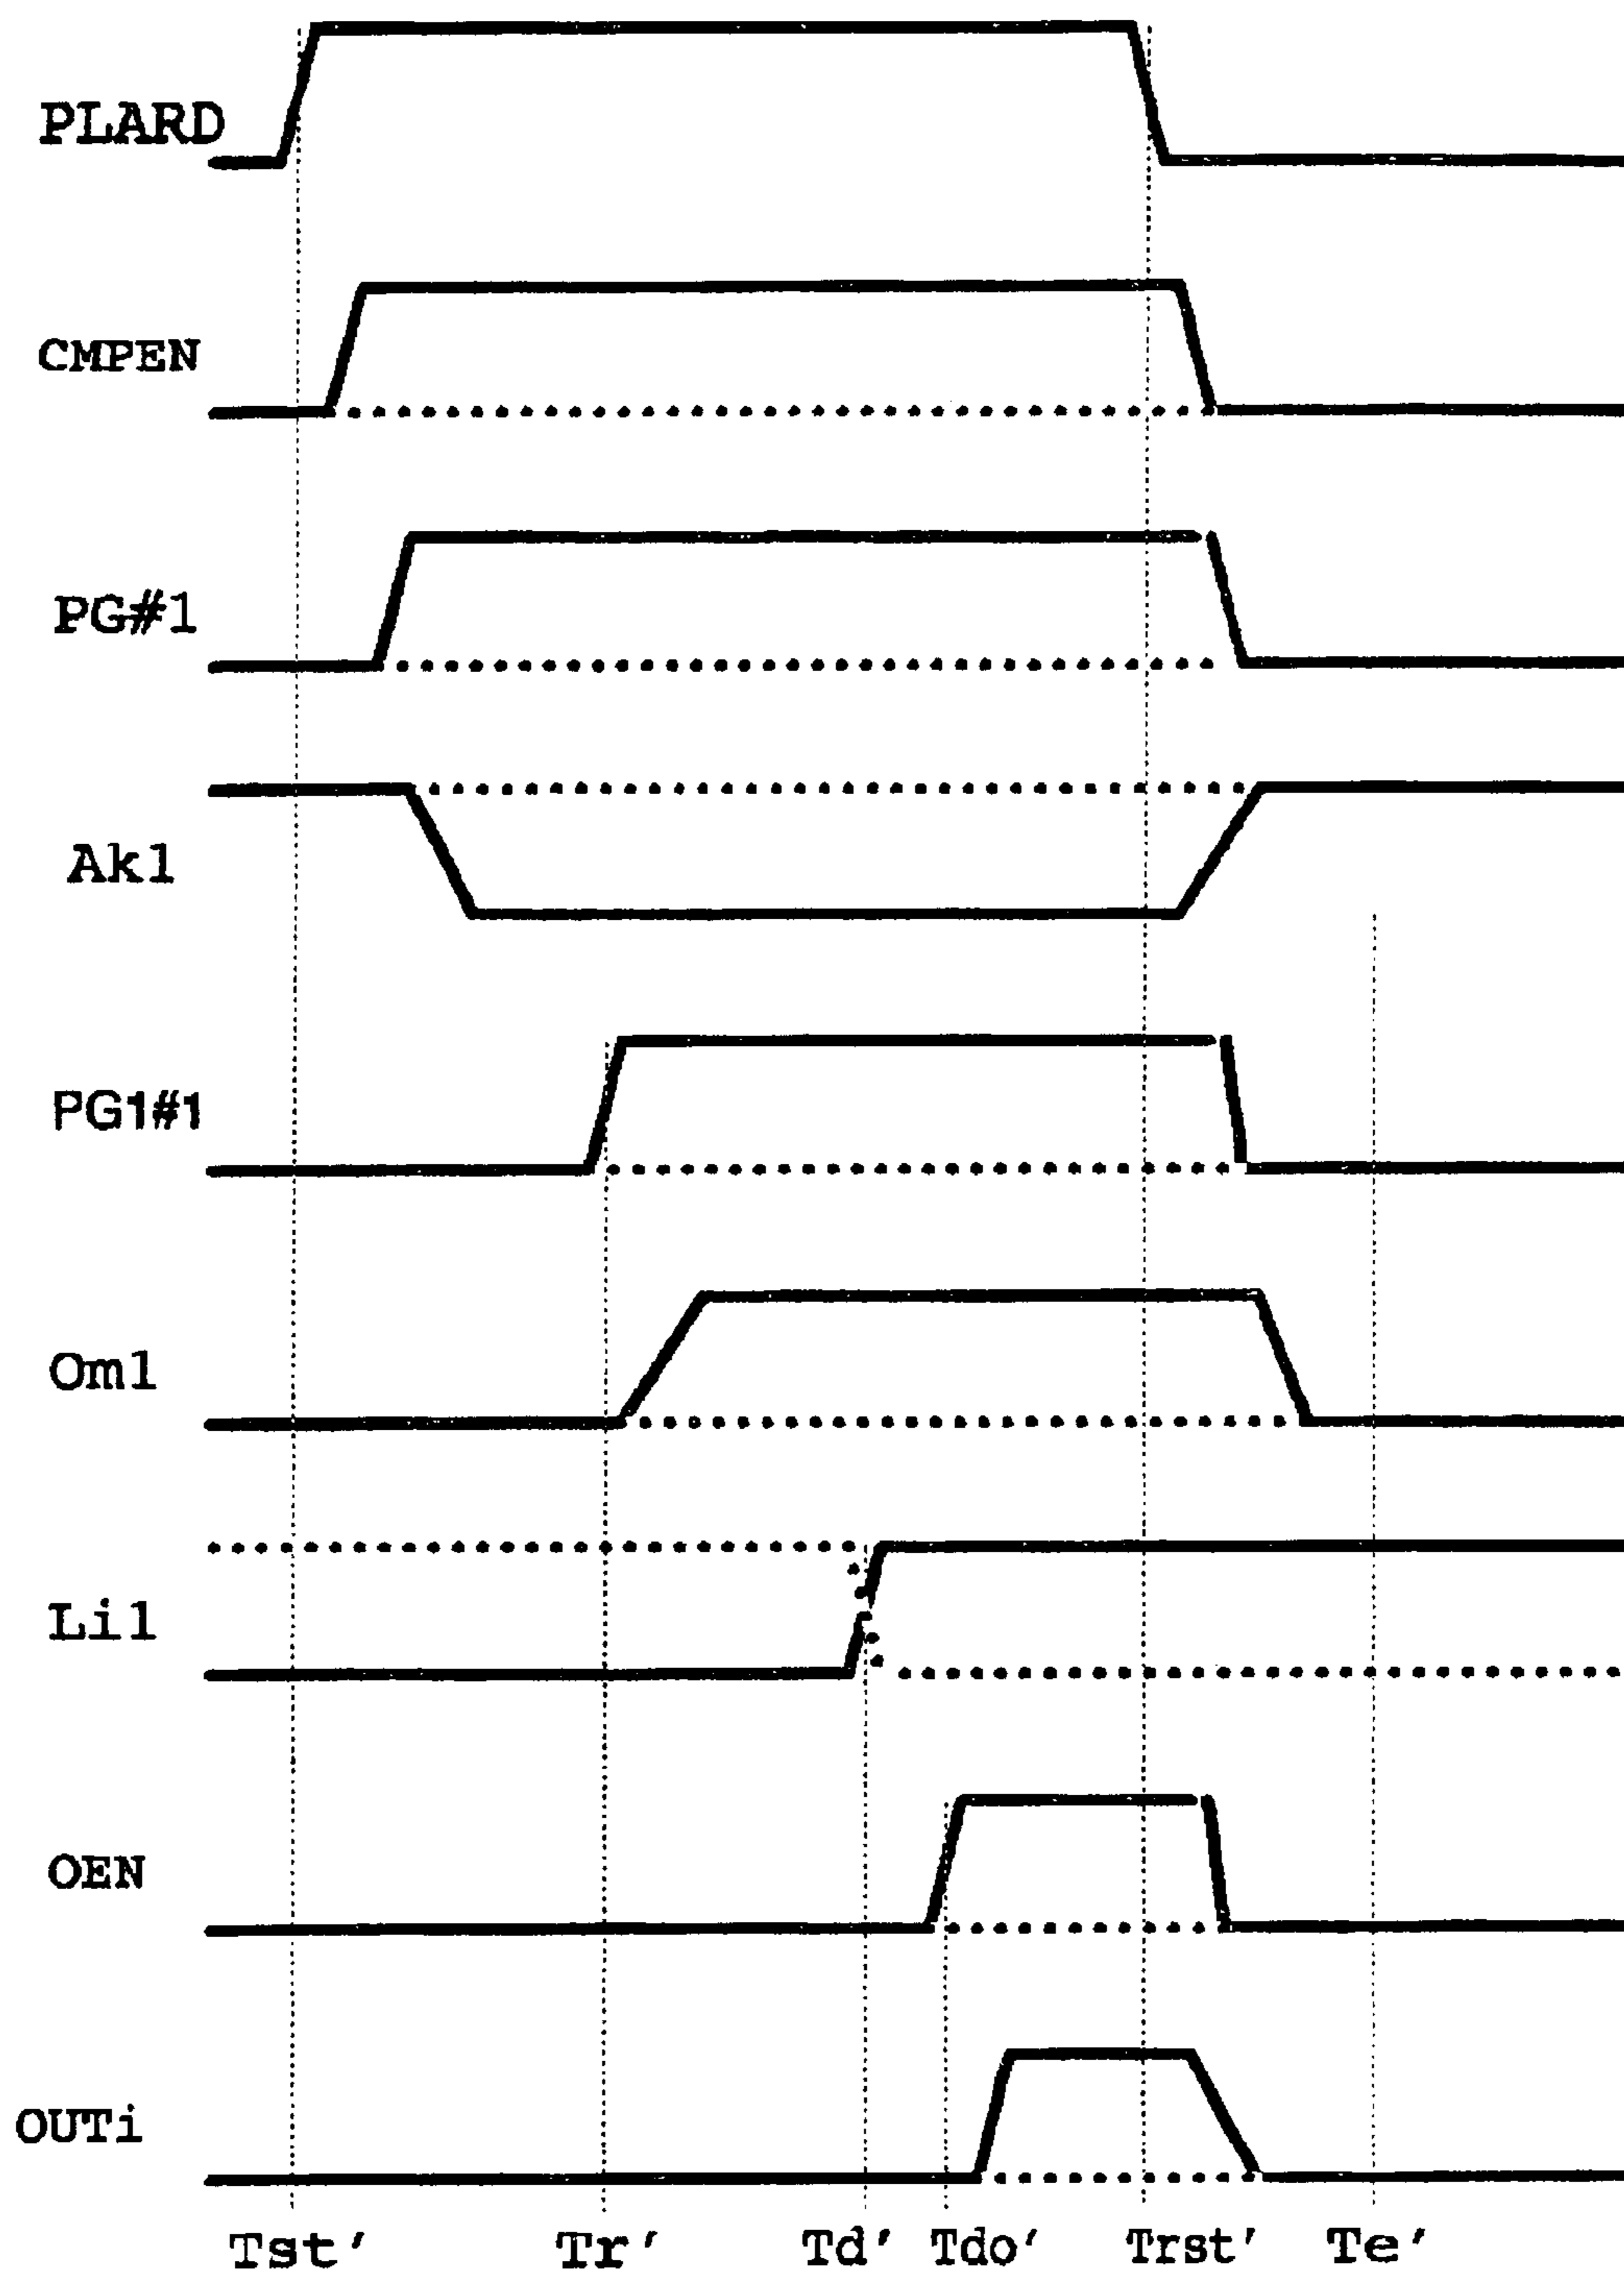 PLARD
CMPEN
PG#1
Ak1
PG1#1
Om1
Li1
OEN
OUTi
Tst' Tr' Td' Tdo' Trst' Te'